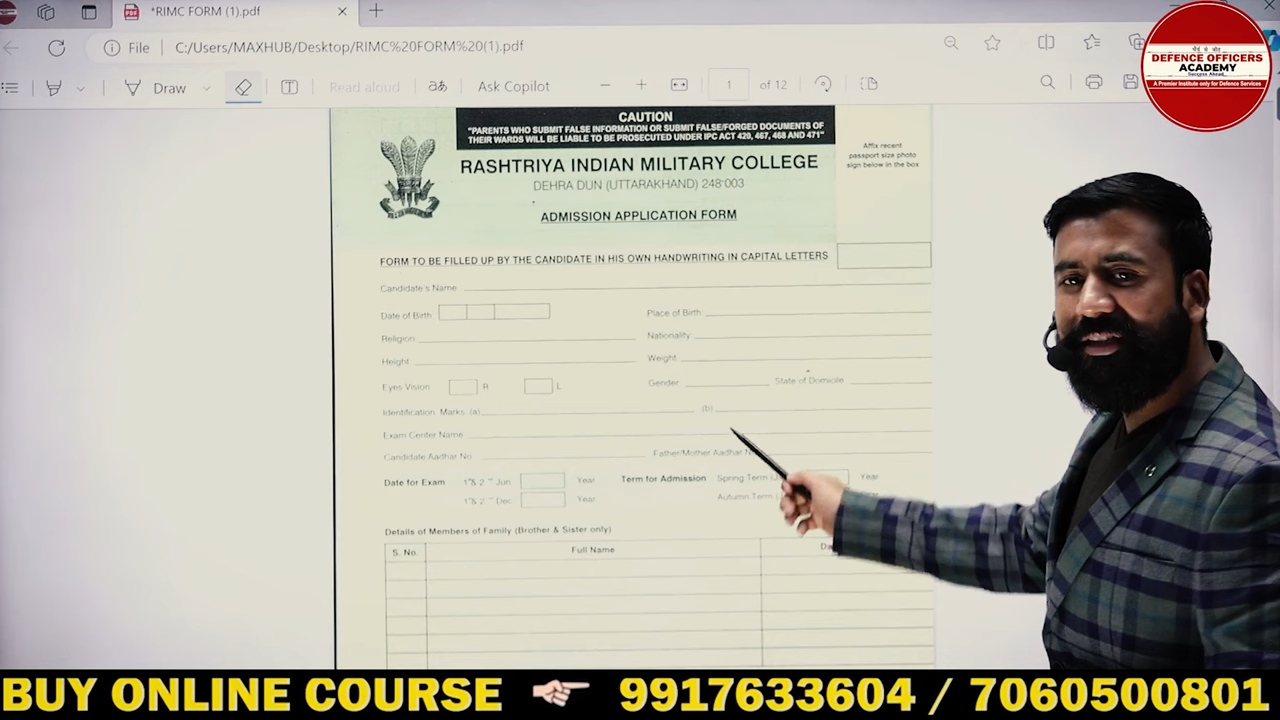 *RIMC FORM (1).pdf
File
C:/Users/MAXHUB/Desktop/RIMC%20FORM%20(1).pdf
Draw
Read aloud
Ask Copilot
1 of 12
धैर्य से जीत
DEFENCE OFFICERS
ACADEMY
Success Ahead
A Premier Institute only for Defence Services
CAUTION
"PARENTS WHO SUBMIT FALSE INFORMATION OR SUBMIT FALSE/FORGED DOCUMENTS OF
THEIR WARDS WILL BE LIABLE TO BE PROSECUTED UNDER IPC ACT 420, 467, 468 AND 471"
RASHTRIYA INDIAN MILITARY COLLEGE
DEHRA DUN (UTTARAKHAND) 248 003
ADMISSION APPLICATION FORM
Affix recent
passport size photo
sign below in the box
FORM TO BE FILLED UP BY THE CANDIDATE IN HIS OWN HANDWRITING IN CAPITAL LETTERS
Candidate's Name
Date of Birth
Place of Birth
Religion
Nationality
Height
Weight
Eyes Vision R L
Gender State of Domicile
Identification Marks (a) (b)
Exam Center Name
Candidate Aadhar No. Father/Mother Aadhar N
Date for Exam 1st & 2nd Jun Year Term for Admission Spring Term (J Year
1st & 2nd Dec Year Autumn Term (
Details of Members of Family (Brother & Sister only)
S. No. Full Name Da
BUY ONLINE COURSE 9917633604 / 7060500801